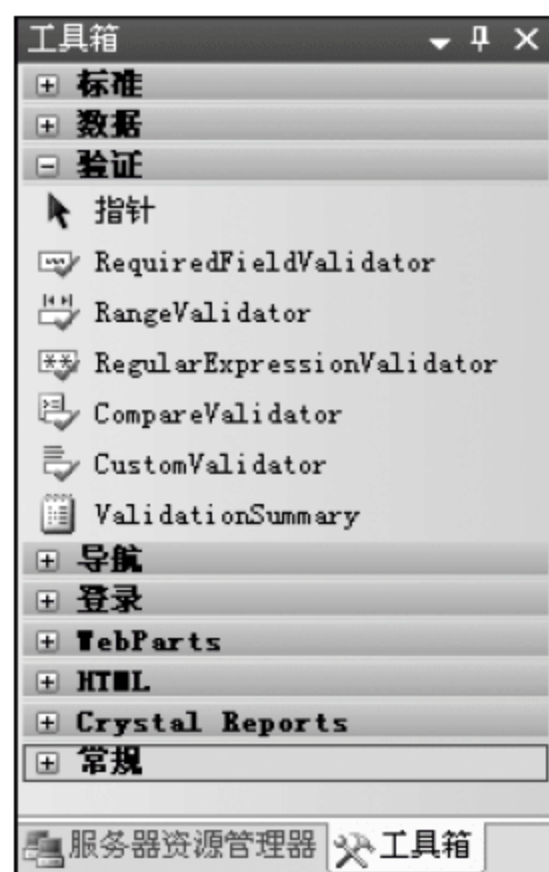 工具箱
标准
数据
验证
指针
RequiredFieldValidator
RangeValidator
RegularExpressionValidator
CompareValidator
CustomValidator
ValidationSummary
导航
登录
WebParts
HTML
Crystal Reports
常规
服务器资源管理器 工具箱